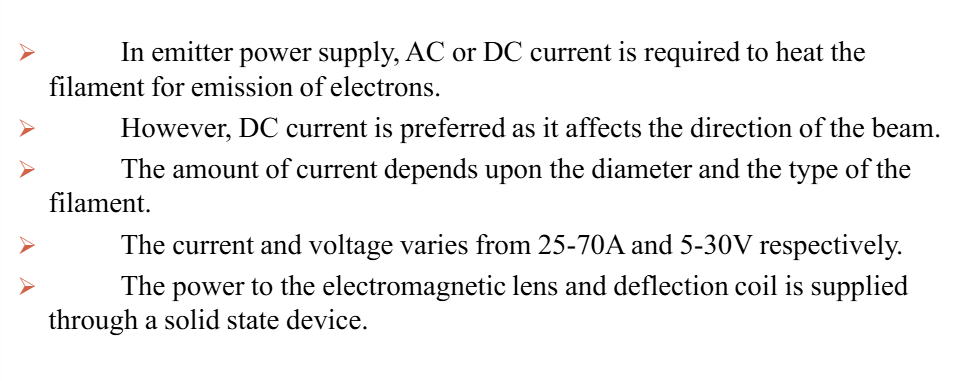 ➢ In emitter power supply, AC or DC current is required to heat the
filament for emission of electrons.
➢ However, DC current is preferred as it affects the direction of the beam.
➢ The amount of current depends upon the diameter and the type of the
filament.
➢ The current and voltage varies from 25-70A and 5-30V respectively.
➢ The power to the electromagnetic lens and deflection coil is supplied
through a solid state device.